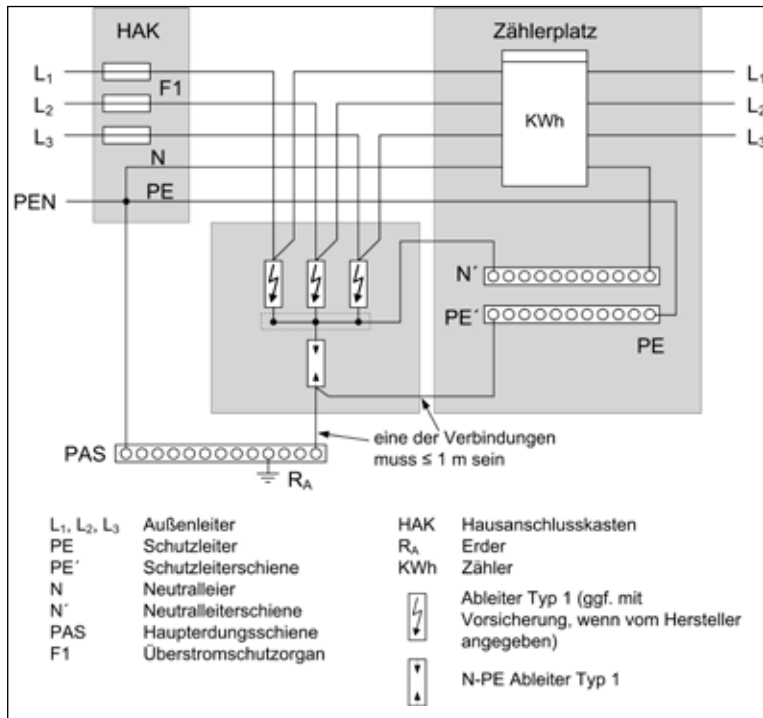 HAK
Zählerplatz
L₁
F1
L₂
L₃
N
PE
PEN
KWh
L₁
L₂
L₃
N´
PE´
PE
eine der Verbindungen
muss ≤ 1 m sein
PAS
R_A
L₁, L₂, L₃ Außenleiter
PE Schutzleiter
PE´ Schutzleiterschiene
N Neutralleier
N´ Neutralleiterschiene
PAS Haupterdungsschiene
F1 Überstromschutzorgan
HAK Hausanschlusskasten
R_A Erder
KWh Zähler
Ableiter Typ 1 (ggf. mit
Vorsicherung, wenn vom Hersteller
angegeben)
N-PE Ableiter Typ 1